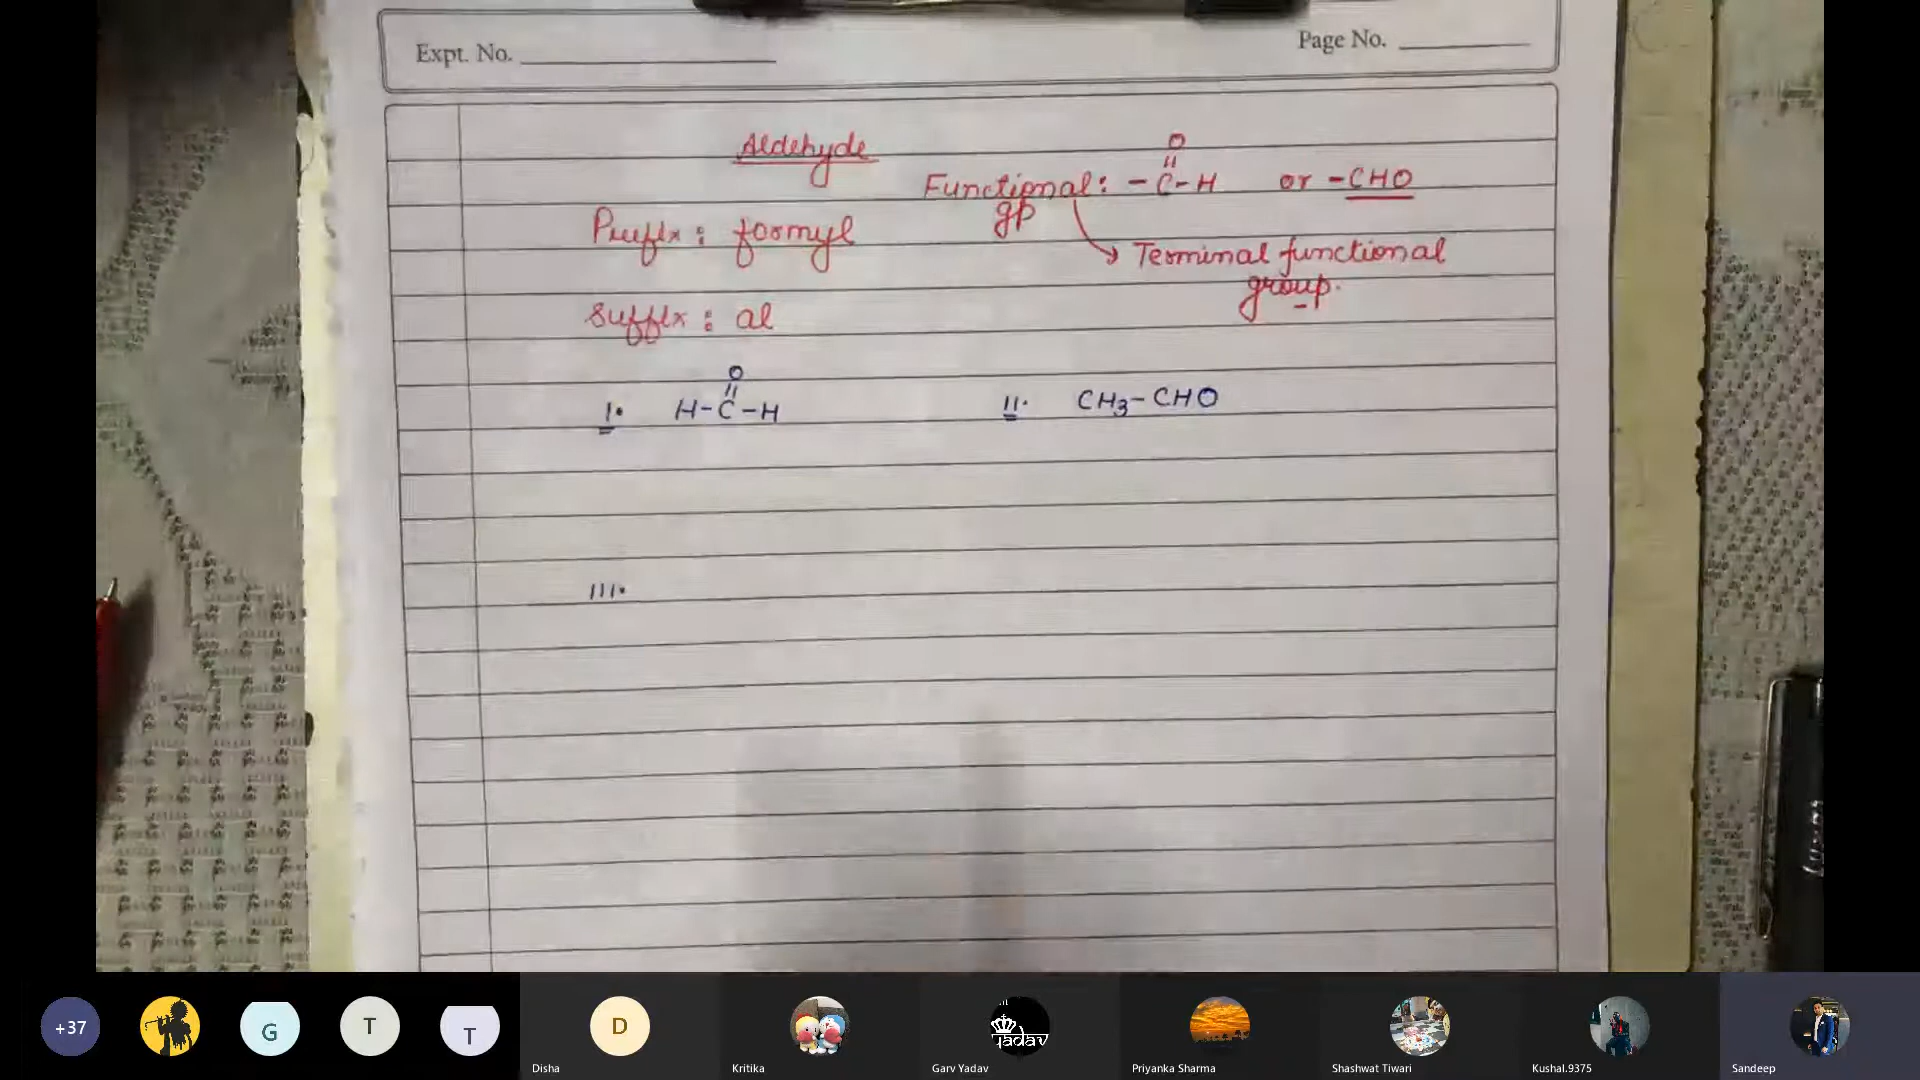 Expt. No.
Page No.
Aldehyde
Functional: -C-H or -CHO
O
||
gp
Prefix: formyl
Terminal functional
group.
Suffix: al
O
||
I. H-C-H
II. CH3-CHO
III.
+37
G
T
T
D
Disha
Kritika
Yadav
Garv Yadav
Priyanka Sharma
Shashwat Tiwari
Kushal.9375
Sandeep